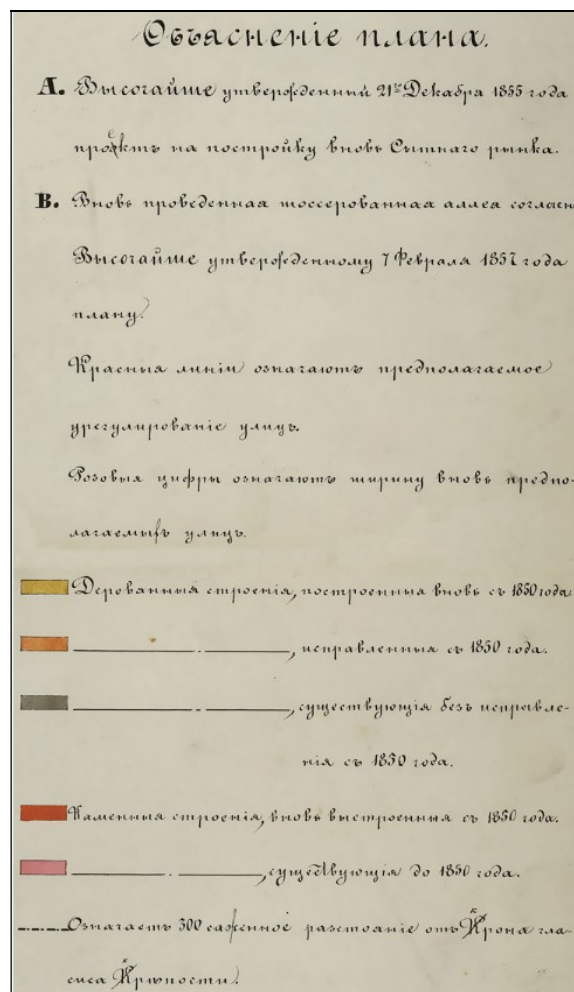 Объясненіе плана.
А. Высочайше утвержденный 21го Декабря 1855 года
проэктъ на постройку вновь Сытнаго рынка.
В. Вновь проведенная шоссерованная аллея согласн
Высочайше утвержденному 7 Февраля 1857 года
плану.
Красныя линіи означаютъ предполагаемое
урегулированіе улицъ.
Розовыя цифры означаютъ ширину вновь предпо-
лагаемыхъ улицъ.
Дерованныя строенія, построенныя вновь съ 1850 года
, исправленныя съ 1850 года.
, существующія безъ исправле-
нія съ 1850 года.
Каменныя строенія, вновь выстроенныя съ 1850 года.
, существующія до 1850 года.
Означаетъ 300 саженное разстояніе отъ Крона гла-
сиса Крѣпости.